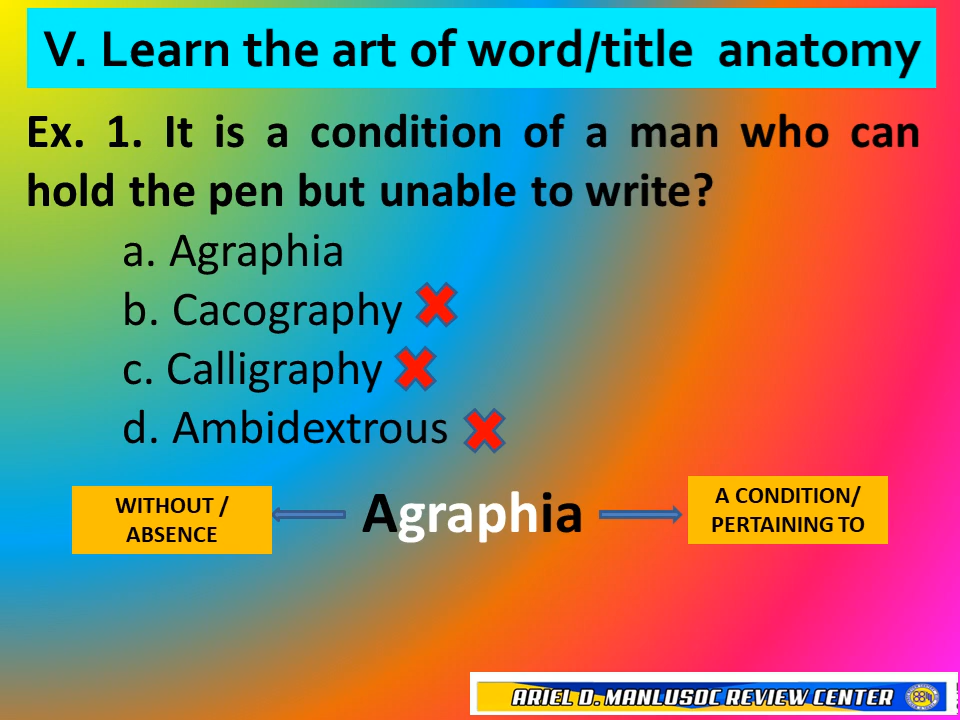 V. Learn the art of word/title anatomy
Ex. 1. It is a condition of a man who can
hold the pen but unable to write?
a. Agraphia
b. Cacography
c. Calligraphy
d. Ambidextrous
WITHOUT /
ABSENCE
Agraphia
A CONDITION/
PERTAINING TO
ARIEL D. MANLUSOC REVIEW CENTER